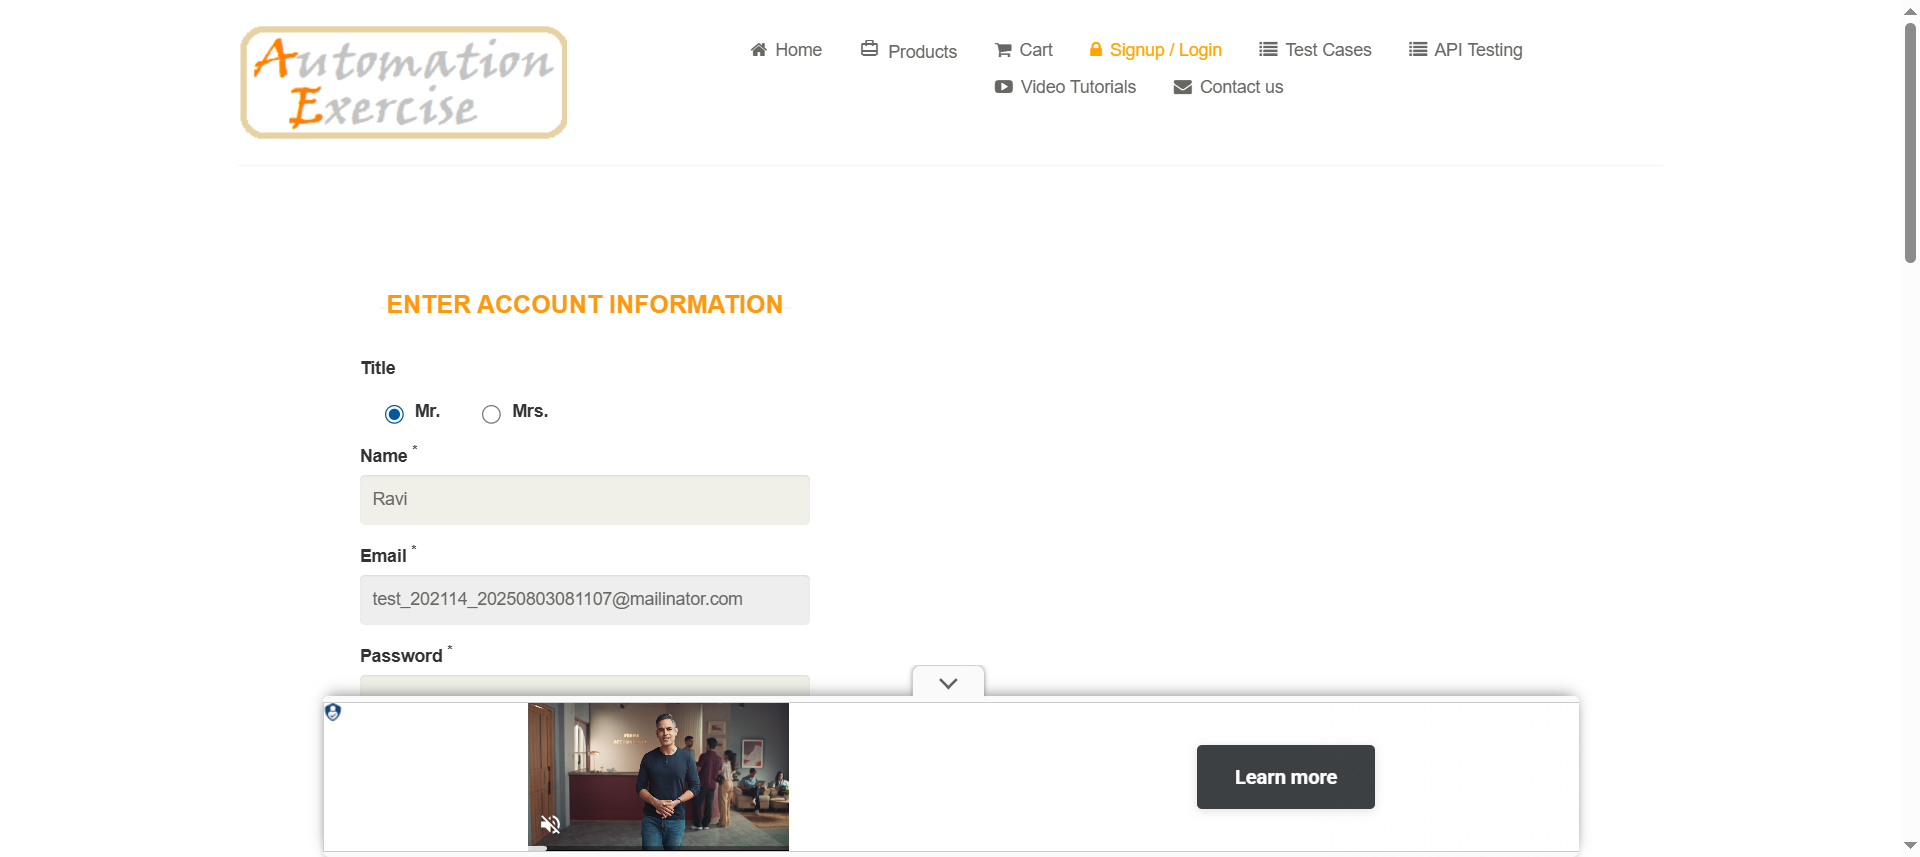 Automation
Exercise
Home
Products
Cart
Signup / Login
Test Cases
API Testing
Video Tutorials
Contact us
ENTER ACCOUNT INFORMATION
Title
Mr.
Mrs.
Name *
Ravi
Email *
test_202114_20250803081107@mailinator.com
Password *
Learn more